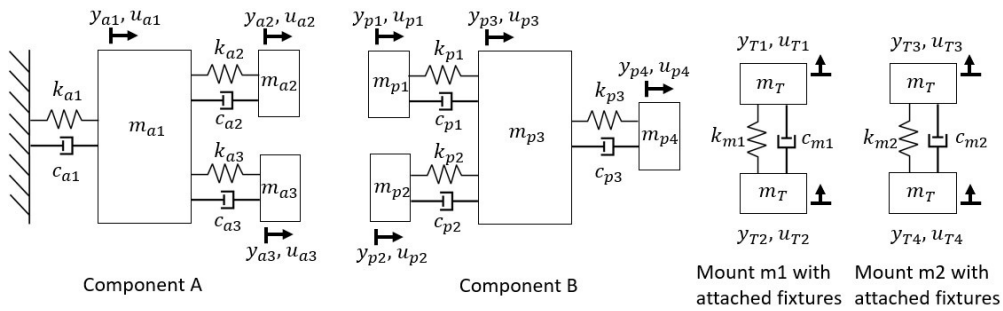 y_{a1}, u_{a1}
y_{a2}, u_{a2}
k_{a2}
m_{a2}
c_{a2}
k_{a1}
c_{a1}
m_{a1}
k_{a3}
m_{a3}
c_{a3}
y_{a3}, u_{a3}
Component A
y_{p1}, u_{p1}
y_{p3}, u_{p3}
k_{p1}
m_{p1}
c_{p1}
y_{p4}, u_{p4}
k_{p3}
m_{p3}
m_{p4}
c_{p3}
k_{p2}
m_{p2}
c_{p2}
y_{p2}, u_{p2}
Component B
y_{T1}, u_{T1}
m_T
k_{m1}
c_{m1}
m_T
y_{T2}, u_{T2}
Mount m1 with
attached fixtures
y_{T3}, u_{T3}
m_T
k_{m2}
c_{m2}
m_T
y_{T4}, u_{T4}
Mount m2 with
attached fixtures